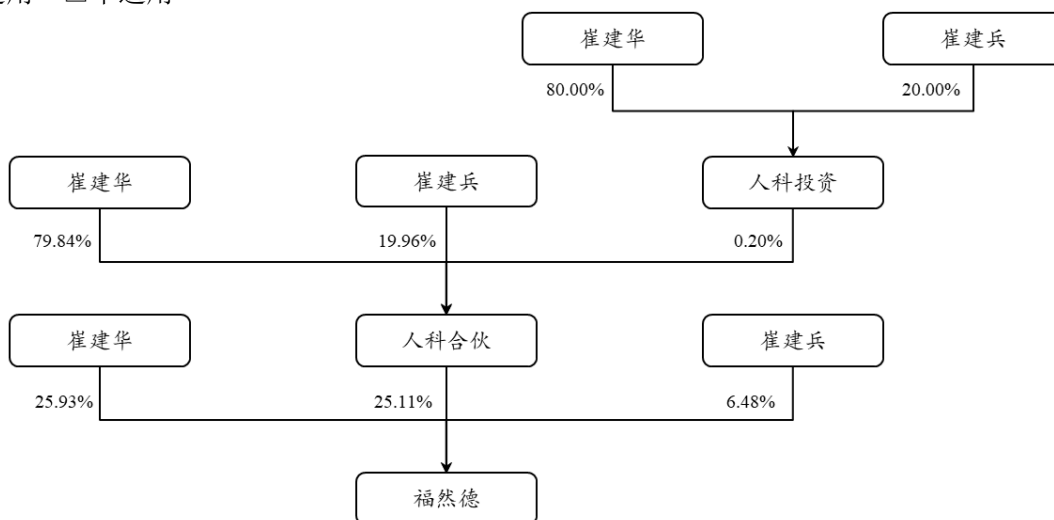 崔建华 崔建兵
80.00% 20.00%
崔建华 崔建兵 人科投资
79.84% 19.96% 0.20%
崔建华 人科合伙 崔建兵
25.93% 25.11% 6.48%
福然德